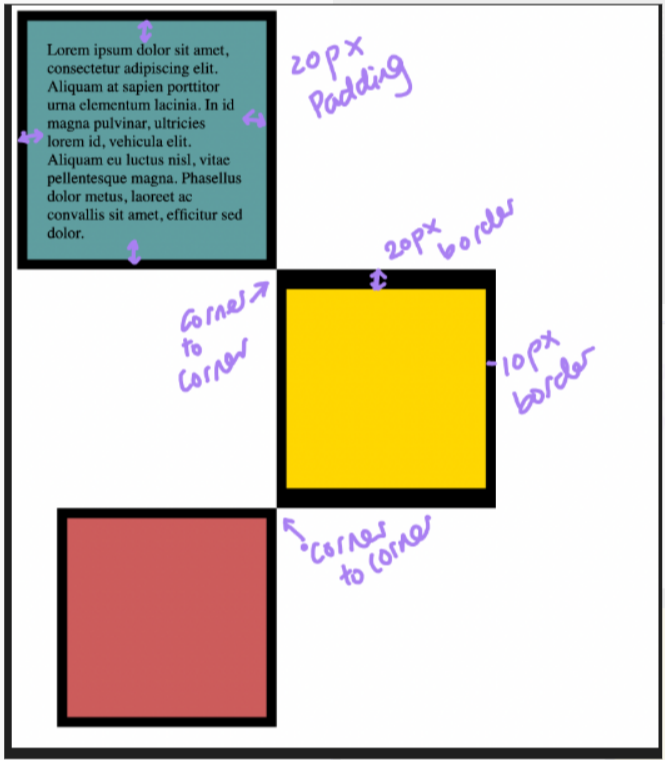 Lorem ipsum dolor sit amet,
consectetur adipiscing elit.
Aliquam at sapien porttitor
urna elementum lacinia. In id
magna pulvinar, ultricies
lorem id, vehicula elit.
Aliquam eu luctus nisl, vitae
pellentesque magna. Phasellus
dolor metus, laoreet ac
convallis sit amet, efficitur sed
dolor.
20px
Padding
20px border
Corner
to
Corner
10px
border
Corner
to Corner